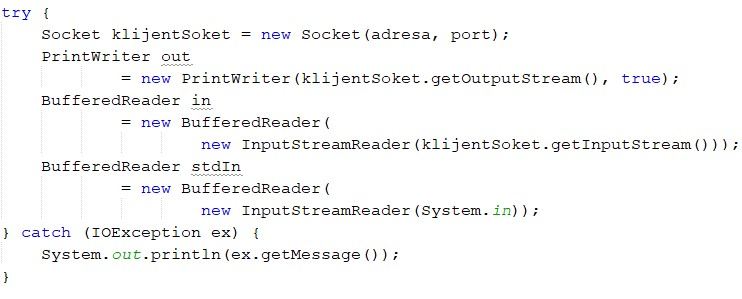 try {
    Socket klijentSoket = new Socket(adresa, port);
    PrintWriter out
            = new PrintWriter(klijentSoket.getOutputStream(), true);
    BufferedReader in
            = new BufferedReader(
                    new InputStreamReader(klijentSoket.getInputStream()));
    BufferedReader stdIn
            = new BufferedReader(
                    new InputStreamReader(System.in));
} catch (IOException ex) {
    System.out.println(ex.getMessage());
}